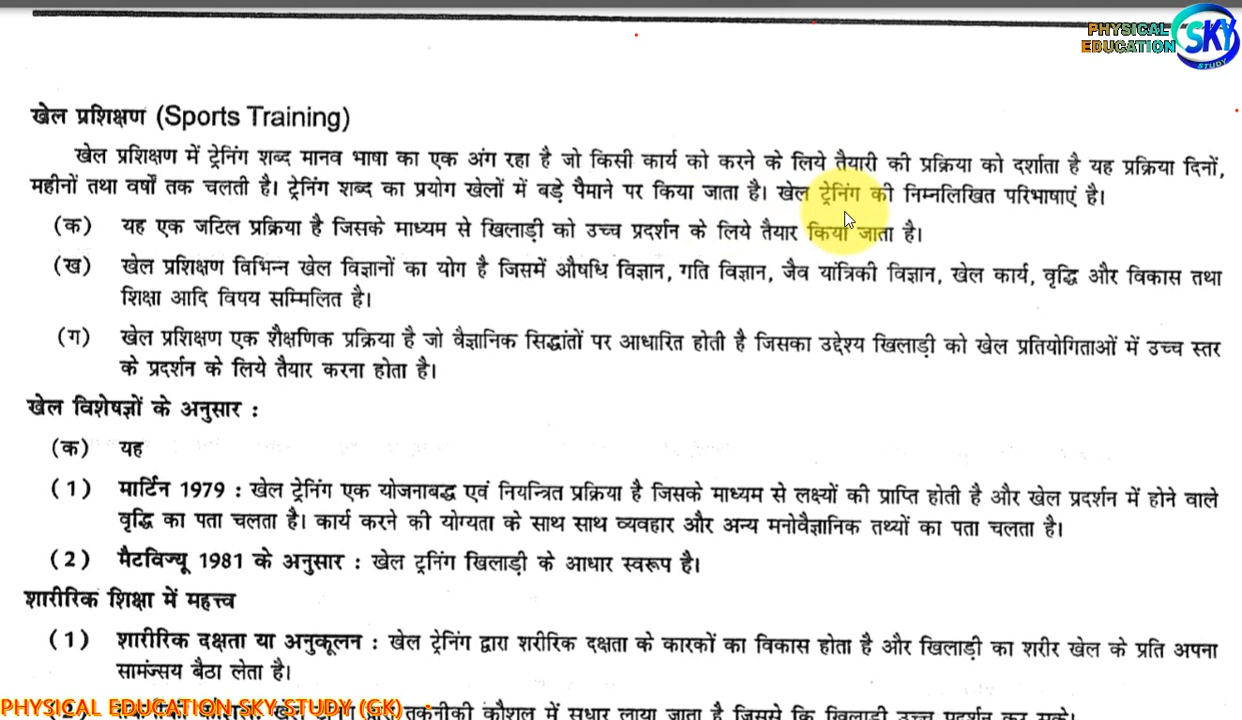 PHYSICAL
EDUCATION
SKY
STUDY
खेल प्रशिक्षण (Sports Training)
खेल प्रशिक्षण में ट्रेनिंग शब्द मानव भाषा का एक अंग रहा है जो किसी कार्य को करने के लिये तैयारी की प्रक्रिया को दर्शाता है यह प्रक्रिया दिनों,
महीनों तथा वर्षों तक चलती है। ट्रेनिंग शब्द का प्रयोग खेलों में बड़े पैमाने पर किया जाता है। खेल ट्रेनिंग की निम्नलिखित परिभाषाएं है।
(क) यह एक जटिल प्रक्रिया है जिसके माध्यम से खिलाड़ी को उच्च प्रदर्शन के लिये तैयार किया जाता है।
(ख) खेल प्रशिक्षण विभिन्न खेल विज्ञानों का योग है जिसमें औषधि विज्ञान, गति विज्ञान, जैव यांत्रिकी विज्ञान, खेल कार्य, वृद्धि और विकास तथा
शिक्षा आदि विषय सम्मिलित है।
(ग) खेल प्रशिक्षण एक शैक्षणिक प्रक्रिया है जो वैज्ञानिक सिद्धांतों पर आधारित होती है जिसका उद्देश्य खिलाड़ी को खेल प्रतियोगिताओं में उच्च स्तर
के प्रदर्शन के लिये तैयार करना होता है।
खेल विशेषज्ञों के अनुसार :
(क) यह
(1) मार्टिन 1979 : खेल ट्रेनिंग एक योजनाबद्ध एवं नियन्त्रित प्रक्रिया है जिसके माध्यम से लक्ष्यों की प्राप्ति होती है और खेल प्रदर्शन में होने वाले
वृद्धि का पता चलता है। कार्य करने की योग्यता के साथ साथ व्यवहार और अन्य मनोवैज्ञानिक तथ्यों का पता चलता है।
(2) मैटविज्यू 1981 के अनुसार : खेल ट्रनिंग खिलाड़ी के आधार स्वरूप है।
शारीरिक शिक्षा में महत्त्व
(1) शारीरिक दक्षता या अनुकूलन : खेल ट्रेनिंग द्वारा शरीरिक दक्षता के कारकों का विकास होता है और खिलाड़ी का शरीर खेल के प्रति अपना
सामंज्सय बैठा लेता है।
तकनीकी कौशल में सुधार लाया जाता है जिससे कि खिलाड़ी उच्च प्रदर्शन कर सके।
PHYSICAL EDUCATION SKY STUDY (GK)